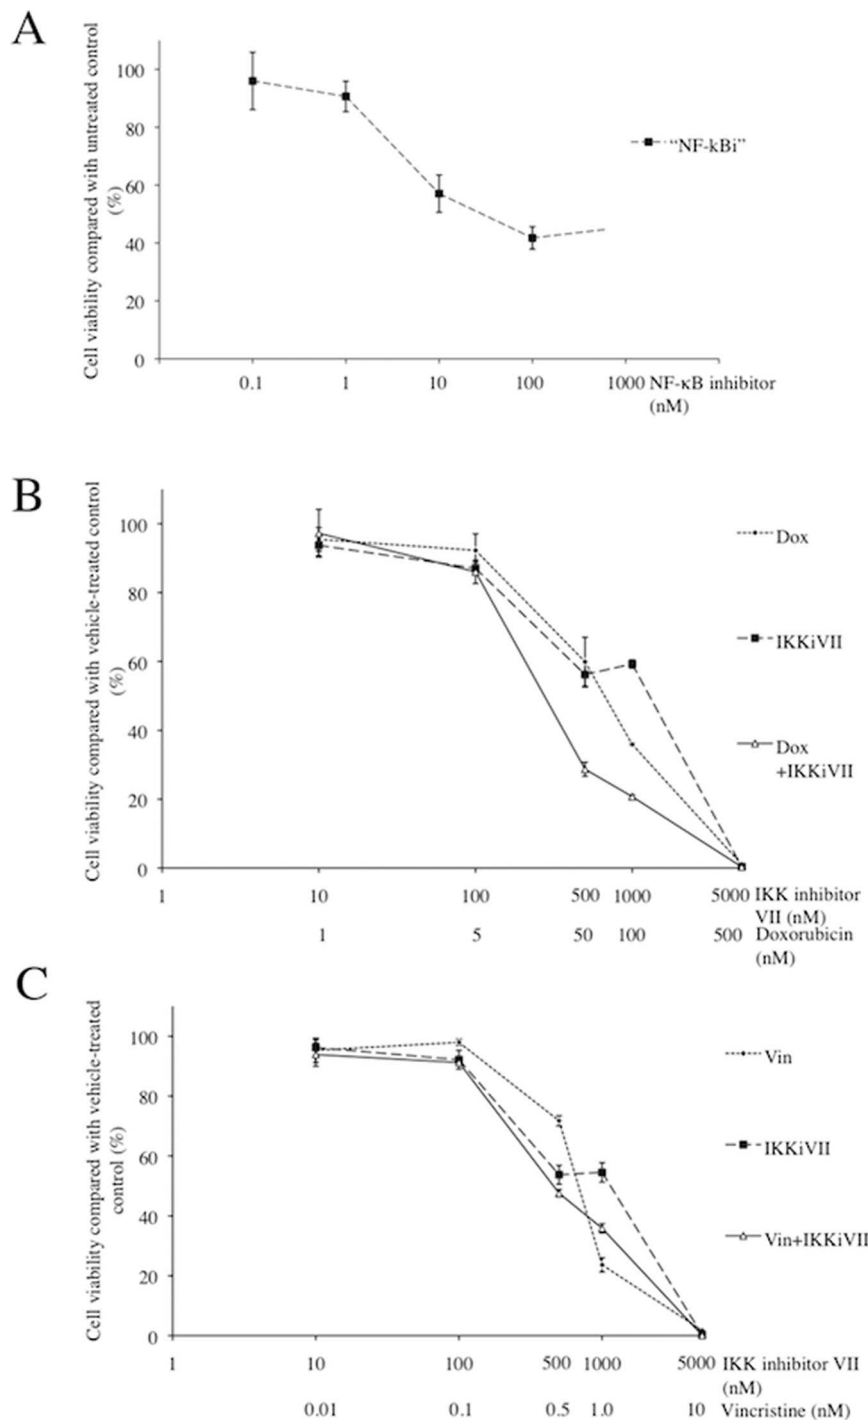 A
Cell viability compared with untreated control
(%)
100
80
60
40
20
0
0.1 1 10 100 1000 NF-κB inhibitor
(nM)
“NF-kBi”
B
Cell viability compared with vehicle-treated control
(%)
100
80
60
40
20
0
1 10 100 500 1000 5000 IKK inhibitor
VII (nM)
1 5 50 100 500 Doxorubicin
(nM)
Dox
IKKiVII
Dox
+IKKiVII
C
Cell viability compared with vehicle-treated
control (%)
100
80
60
40
20
0
1 10 100 500 1000 5000 IKK inhibitor VII
(nM)
0.01 0.1 0.5 1.0 10 Vincristine (nM)
Vin
IKKiVII
Vin+IKKiVII